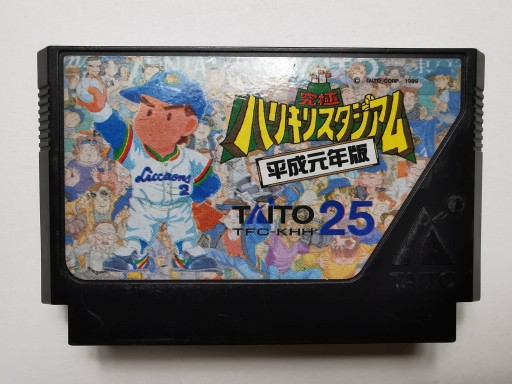 © TAITO CORP. 1989
究極
ハリキリスタジアム
平成元年版
TAITO 25
TFC-KHH
2
TAITO